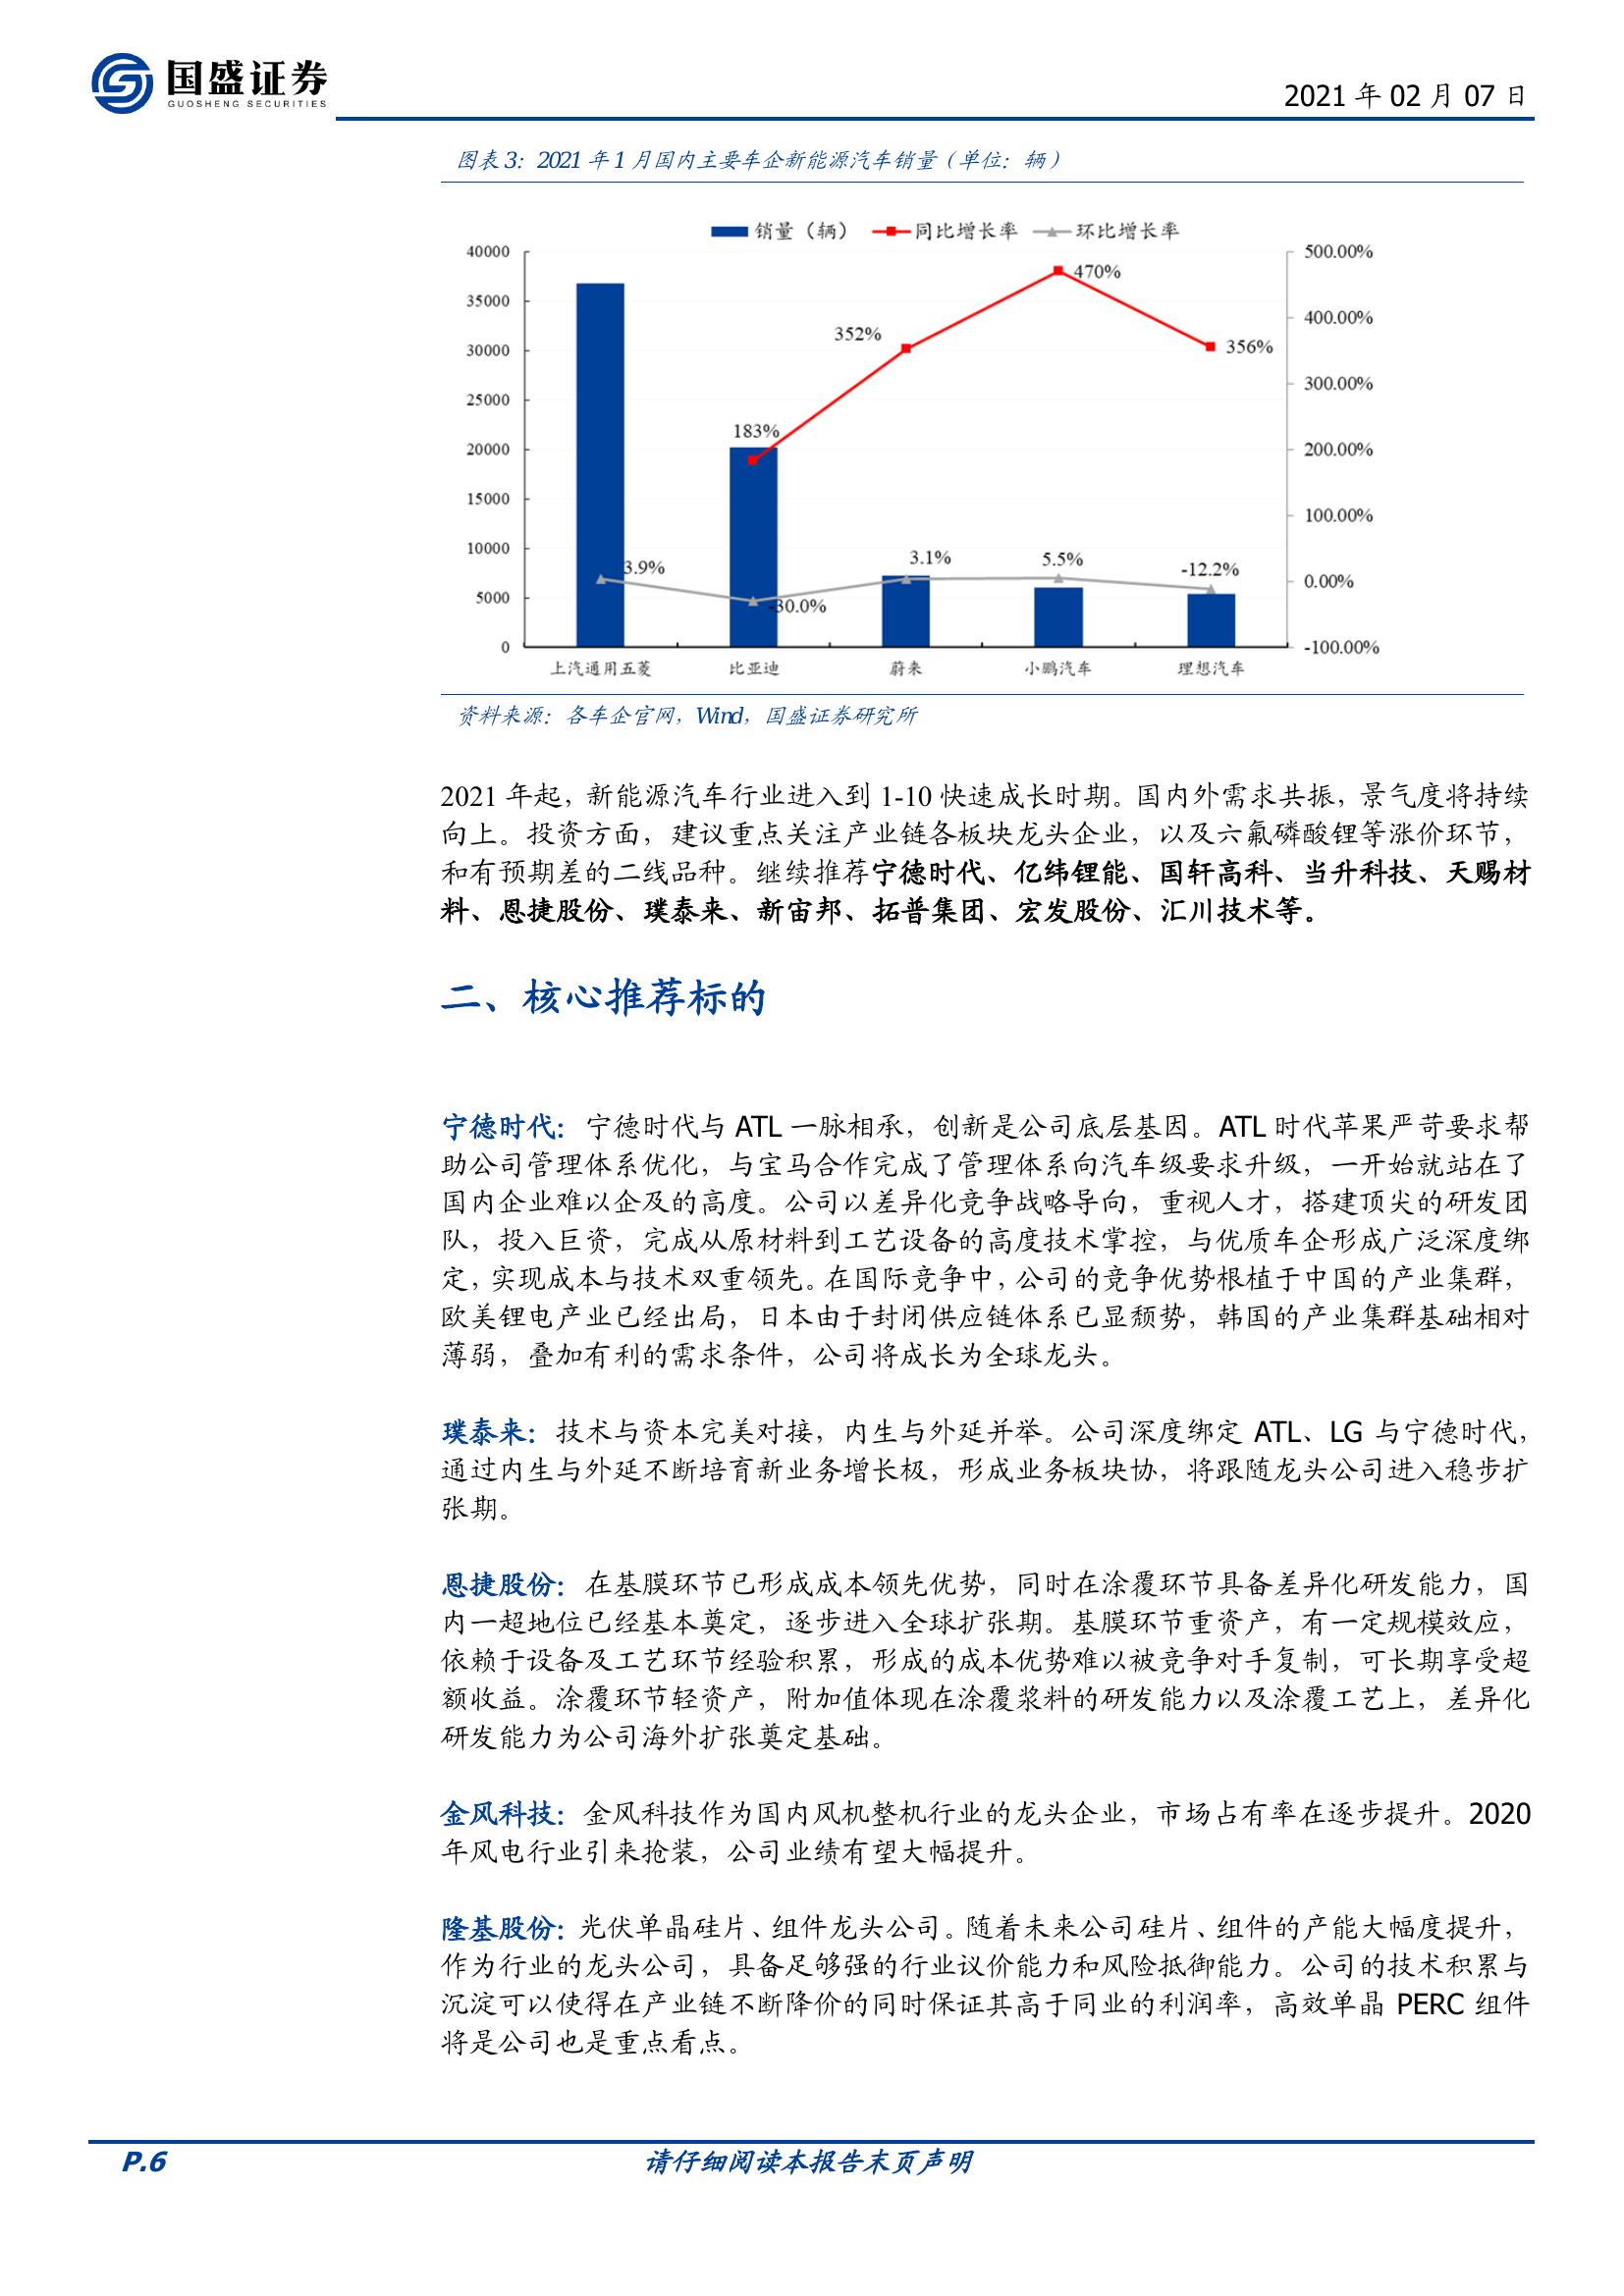 国盛证券
GUOSHENG SECURITIES
2021 年 02 月 07 日
图表 3：2021 年 1 月国内主要车企新能源汽车销量（单位：辆）
销量（辆） 同比增长率 环比增长率
40000
35000
30000
25000
20000
15000
10000
5000
0
500.00%
400.00%
300.00%
200.00%
100.00%
0.00%
-100.00%
183%
352%
470%
356%
3.9%
-30.0%
3.1%
5.5%
-12.2%
上汽通用五菱 比亚迪 蔚来 小鹏汽车 理想汽车
资料来源：各车企官网，Wind，国盛证券研究所
2021 年起，新能源汽车行业进入到 1-10 快速成长时期。国内外需求共振，景气度将持续
向上。投资方面，建议重点关注产业链各板块龙头企业，以及六氟磷酸锂等涨价环节，
和有预期差的二线品种。继续推荐宁德时代、亿纬锂能、国轩高科、当升科技、天赐材
料、恩捷股份、璞泰来、新宙邦、拓普集团、宏发股份、汇川技术等。
二、核心推荐标的
宁德时代：宁德时代与 ATL 一脉相承，创新是公司底层基因。ATL 时代苹果严苛要求帮
助公司管理体系优化，与宝马合作完成了管理体系向汽车级要求升级，一开始就站在了
国内企业难以企及的高度。公司以差异化竞争战略导向，重视人才，搭建顶尖的研发团
队，投入巨资，完成从原材料到工艺设备的高度技术掌控，与优质车企形成广泛深度绑
定，实现成本与技术双重领先。在国际竞争中，公司的竞争优势根植于中国的产业集群，
欧美锂电产业已经出局，日本由于封闭供应链体系已显颓势，韩国的产业集群基础相对
薄弱，叠加有利的需求条件，公司将成长为全球龙头。
璞泰来：技术与资本完美对接，内生与外延并举。公司深度绑定 ATL、LG 与宁德时代，
通过内生与外延不断培育新业务增长极，形成业务板块协，将跟随龙头公司进入稳步扩
张期。
恩捷股份：在基膜环节已形成成本领先优势，同时在涂覆环节具备差异化研发能力，国
内一超地位已经基本奠定，逐步进入全球扩张期。基膜环节重资产，有一定规模效应，
依赖于设备及工艺环节经验积累，形成的成本优势难以被竞争对手复制，可长期享受超
额收益。涂覆环节轻资产，附加值体现在涂覆浆料的研发能力以及涂覆工艺上，差异化
研发能力为公司海外扩张奠定基础。
金风科技：金风科技作为国内风机整机行业的龙头企业，市场占有率在逐步提升。2020
年风电行业引来抢装，公司业绩有望大幅提升。
隆基股份：光伏单晶硅片、组件龙头公司。随着未来公司硅片、组件的产能大幅度提升，
作为行业的龙头公司，具备足够强的行业议价能力和风险抵御能力。公司的技术积累与
沉淀可以使得在产业链不断降价的同时保证其高于同业的利润率，高效单晶 PERC 组件
将是公司也是重点看点。
P.6
请仔细阅读本报告末页声明